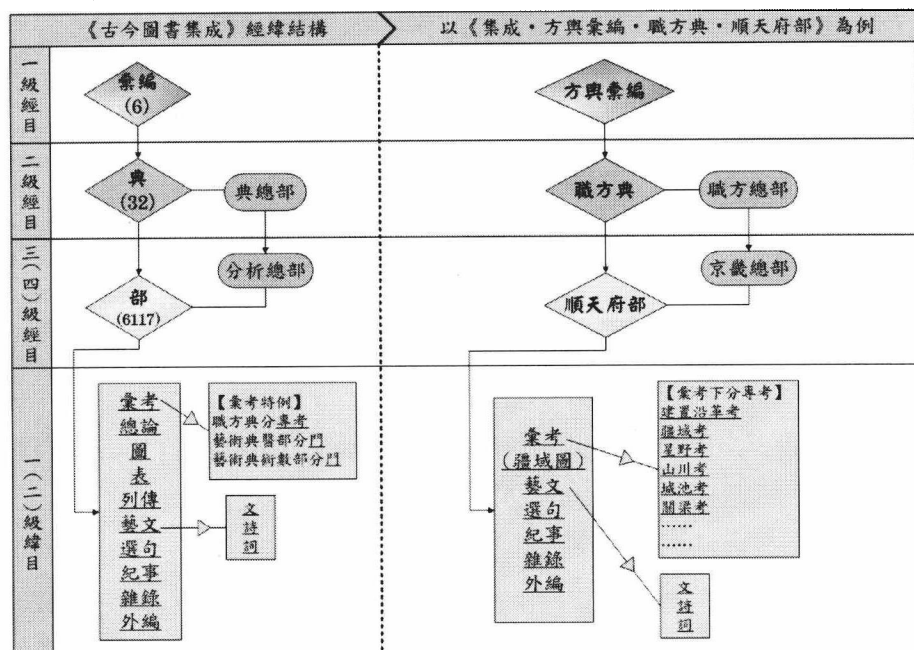 《古今圖書集成》經緯結構
以《集成·方輿彙編·職方典·順天府部》為例
一級經目
彙編
(6)
方輿彙編
二級經目
典
(32)
典總部
職方典
職方總部
三(四)級經目
分析總部
部
(6117)
京畿總部
順天府部
一(二)級緯目
彙考
總論
圖
表
列傳
藝文
選句
紀事
雜錄
外編
【彙考特例】
職方典分專考
藝術典醫部分門
藝術典術數部分門
文
詩
詞
彙考
(疆域圖)
藝文
選句
紀事
雜錄
外編
【彙考下分專考】
建置沿革考
疆域考
星野考
山川考
城池考
關梁考
……
……
文
詩
詞